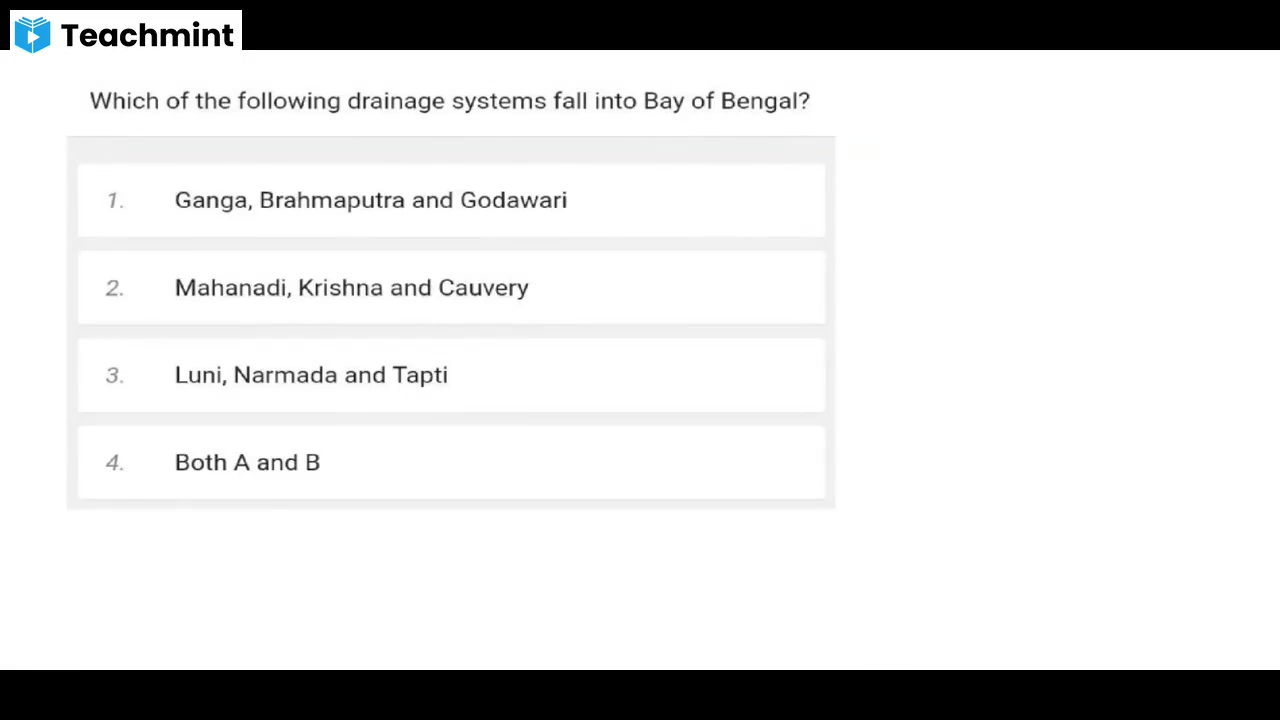 Teachmint
Which of the following drainage systems fall into Bay of Bengal?
1. Ganga, Brahmaputra and Godawari
2. Mahanadi, Krishna and Cauvery
3. Luni, Narmada and Tapti
4. Both A and B